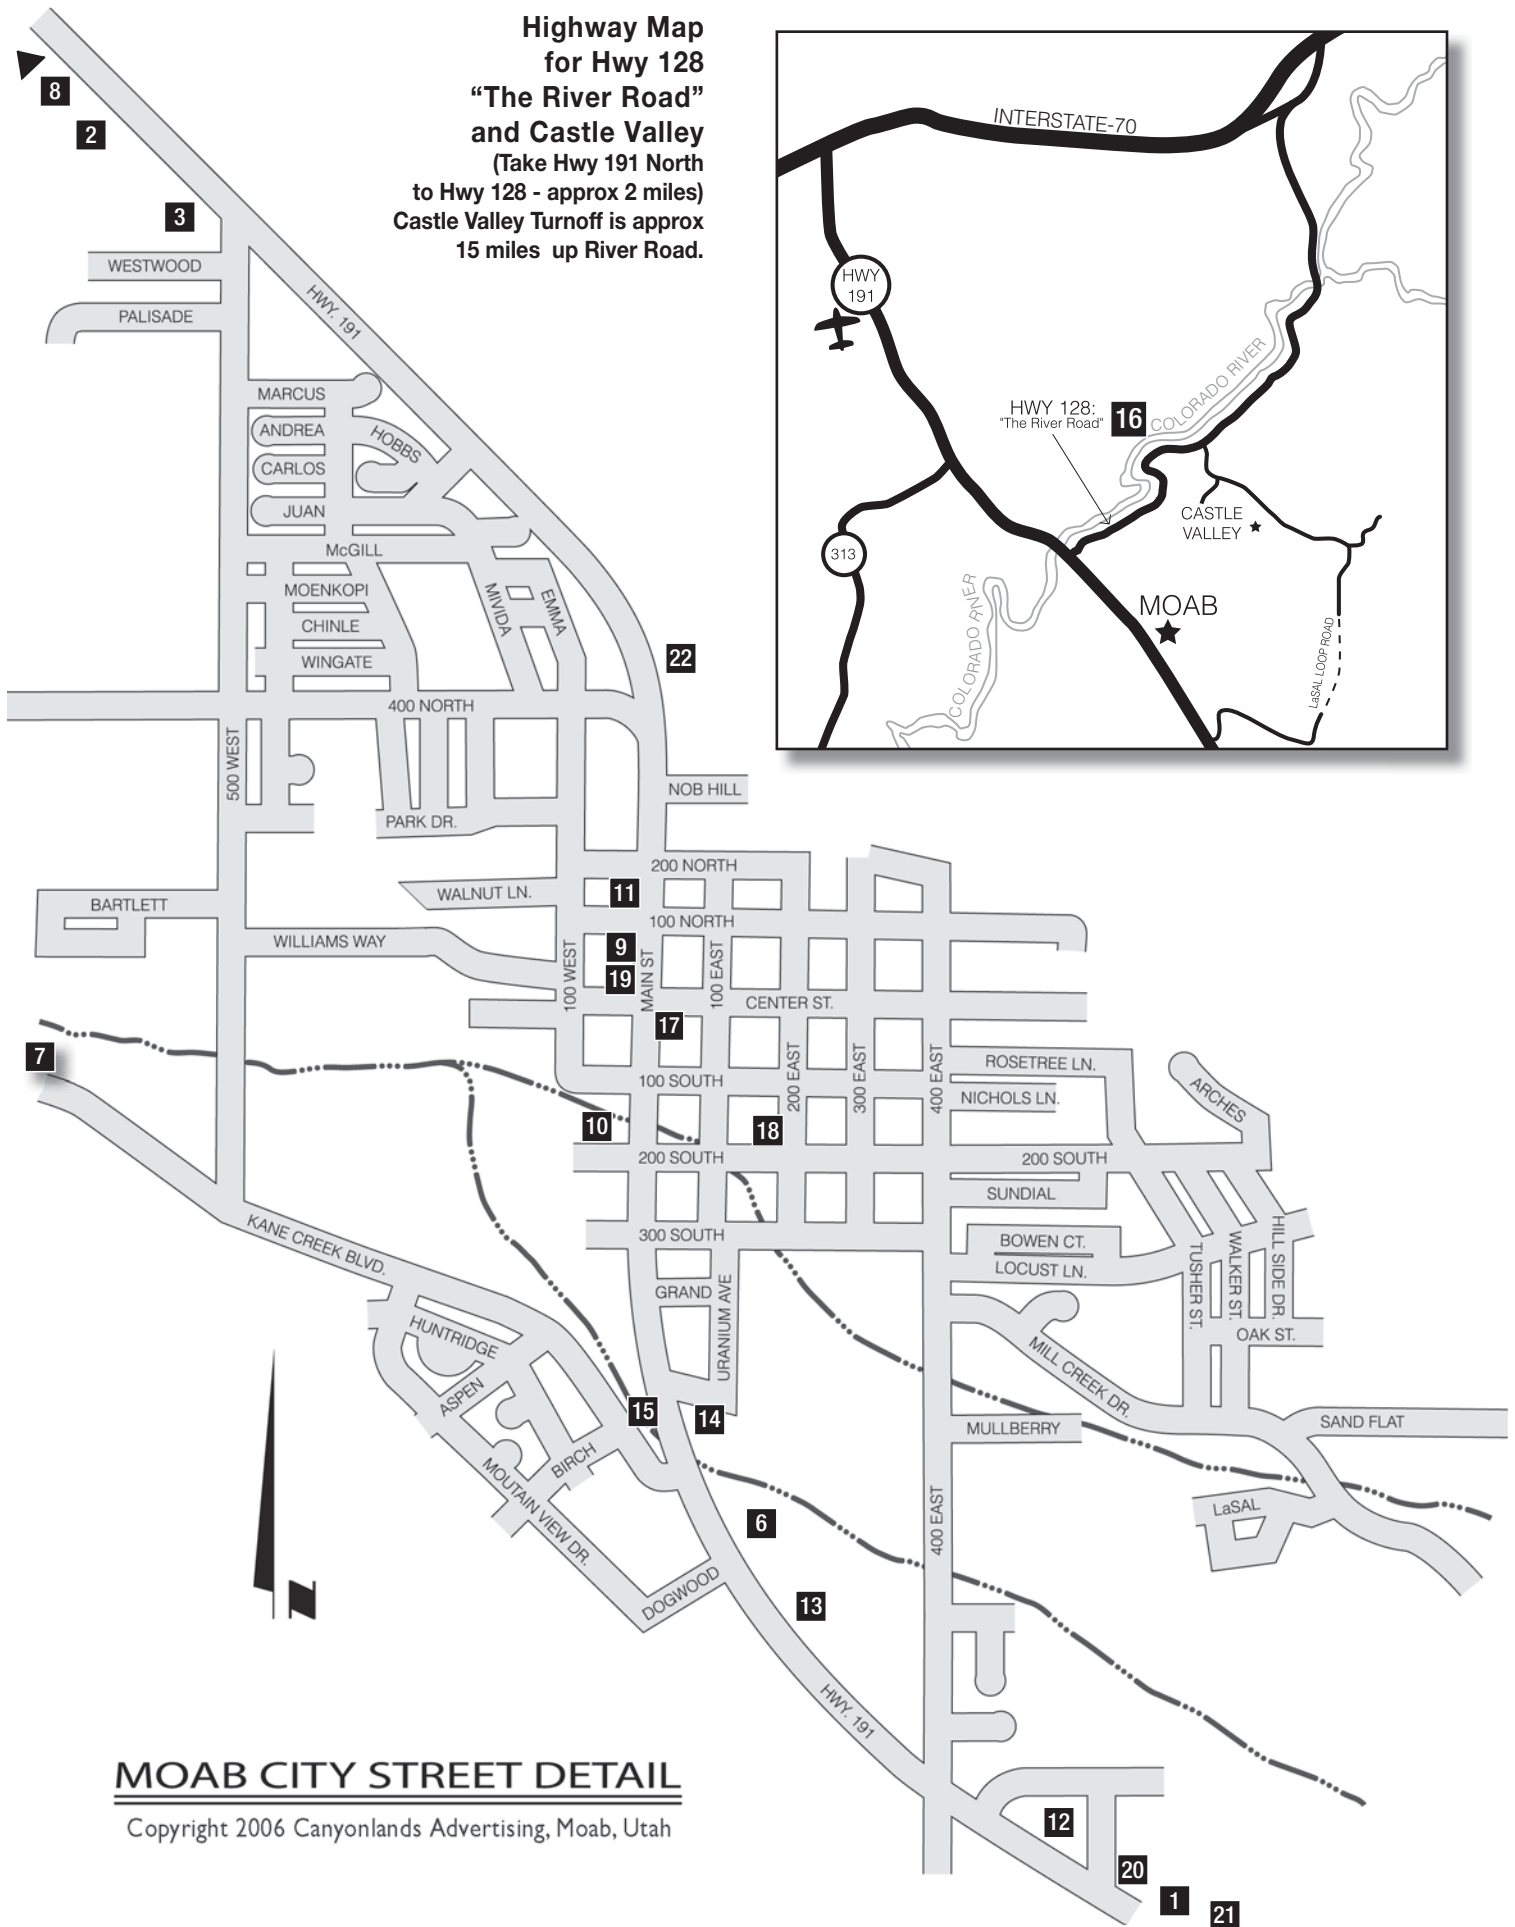 Highway Map
for Hwy 128
“The River Road”
and Castle Valley
(Take Hwy 191 North
to Hwy 128 - approx 2 miles)
Castle Valley Turnoff is approx
15 miles up River Road.
INTERSTATE-70
HWY
191
COLORADO RIVER
HWY 128:
"The River Road"
16
CASTLE
VALLEY
313
MOAB
COLORADO RIVER
LaSAL LOOP ROAD
8
2
3
WESTWOOD
PALISADE
HWY. 191
MARCUS
ANDREA
HOBBS
CARLOS
JUAN
McGILL
MOENKOPI
MIVIDA
EMMA
CHINLE
WINGATE
22
400 NORTH
500 WEST
NOB HILL
PARK DR.
200 NORTH
WALNUT LN.
11
BARTLETT
100 NORTH
WILLIAMS WAY
9
19
100 WEST
MAIN ST
100 EAST
CENTER ST.
17
7
200 EAST
300 EAST
400 EAST
ROSETREE LN.
100 SOUTH
NICHOLS LN.
ARCHES
10
18
200 SOUTH
200 SOUTH
SUNDIAL
KANE CREEK BLVD.
300 SOUTH
BOWEN CT.
LOCUST LN.
TUSHER ST.
WALKER ST.
HILL SIDE DR.
GRAND
URANIUM AVE
HUNTRIDGE
OAK ST.
MILL CREEK DR.
ASPEN
15
14
MULLBERRY
SAND FLAT
BIRCH
MOUTAIN VIEW DR.
6
400 EAST
LaSAL
DOGWOOD
13
HWY. 191
MOAB CITY STREET DETAIL
Copyright 2006 Canyonlands Advertising, Moab, Utah
12
20
1
21